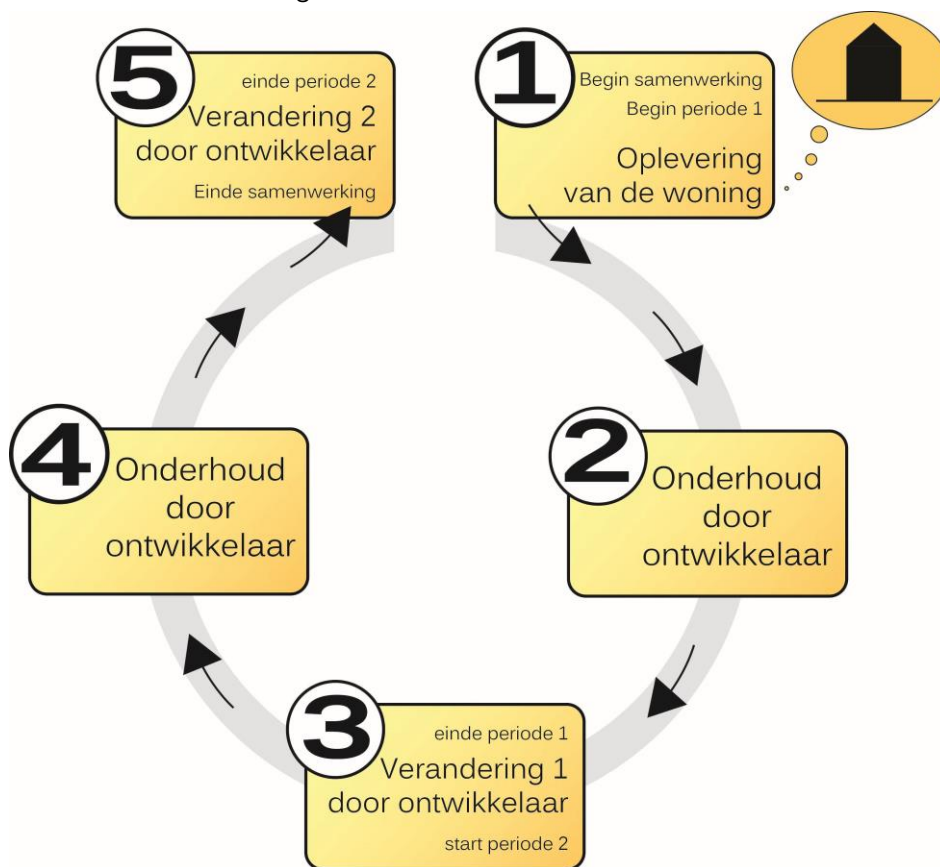 1
Begin samenwerking
Begin periode 1
Oplevering
van de woning
2
Onderhoud
door
ontwikkelaar
3
einde periode 1
Verandering 1
door ontwikkelaar
start periode 2
4
Onderhoud
door
ontwikkelaar
5
einde periode 2
Verandering 2
door ontwikkelaar
Einde samenwerking